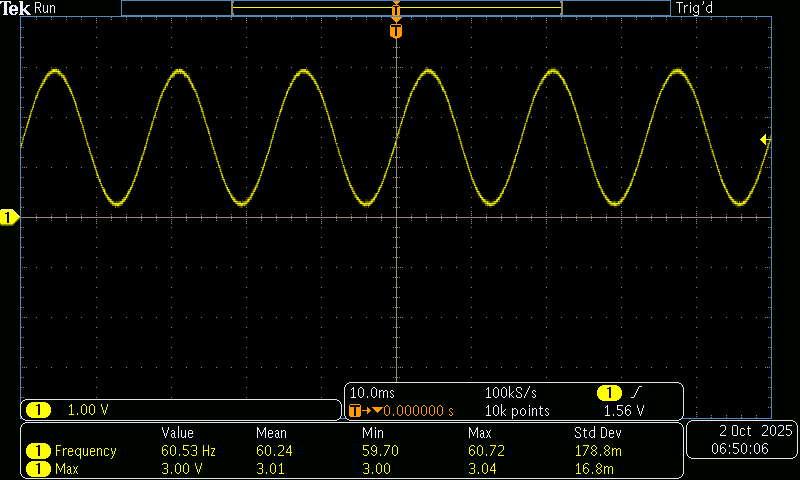 Tek Run Trig'd
T
T
1
1 1.00 V
10.0ms 100kS/s 1
T→▼0.000000 s 10k points 1.56 V
Value Mean Min Max Std Dev
1 Frequency 60.53 Hz 60.24 59.70 60.72 178.8m
1 Max 3.00 V 3.01 3.00 3.04 16.8m
2 Oct 2025
06:50:06